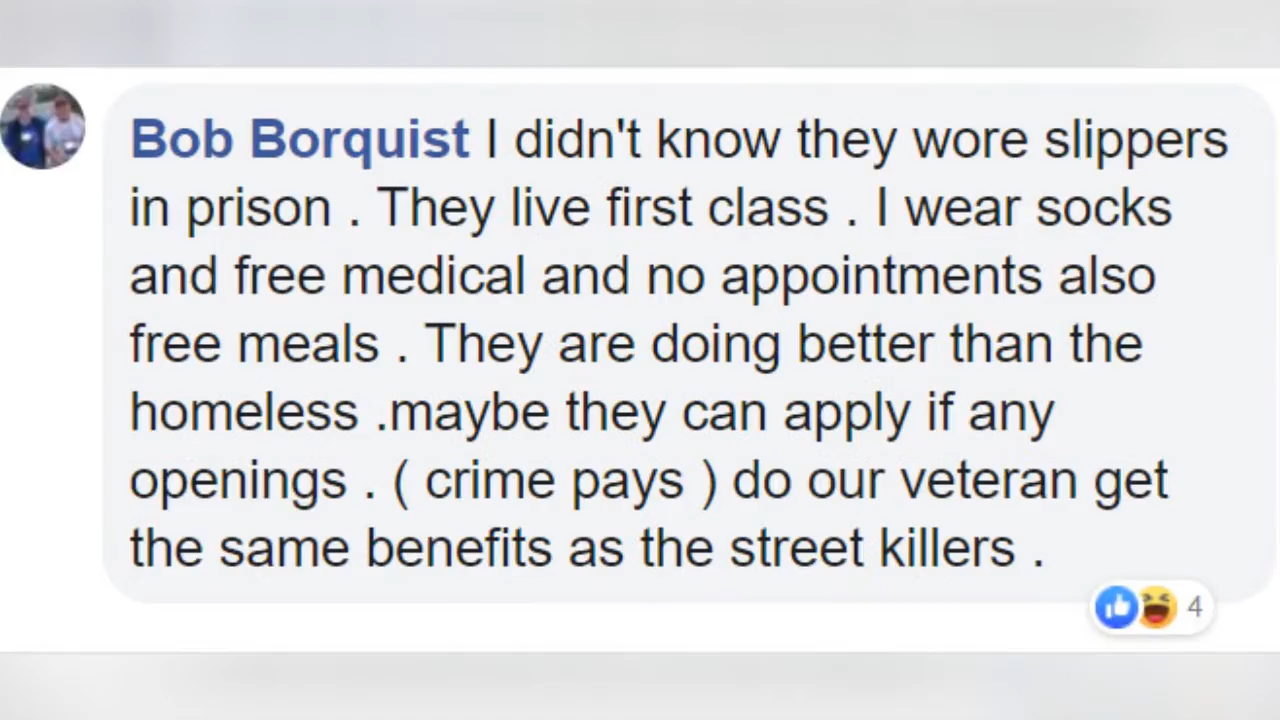 Bob Borquist I didn't know they wore slippers
in prison . They live first class . I wear socks
and free medical and no appointments also
free meals . They are doing better than the
homeless .maybe they can apply if any
openings . ( crime pays ) do our veteran get
the same benefits as the street killers .
4